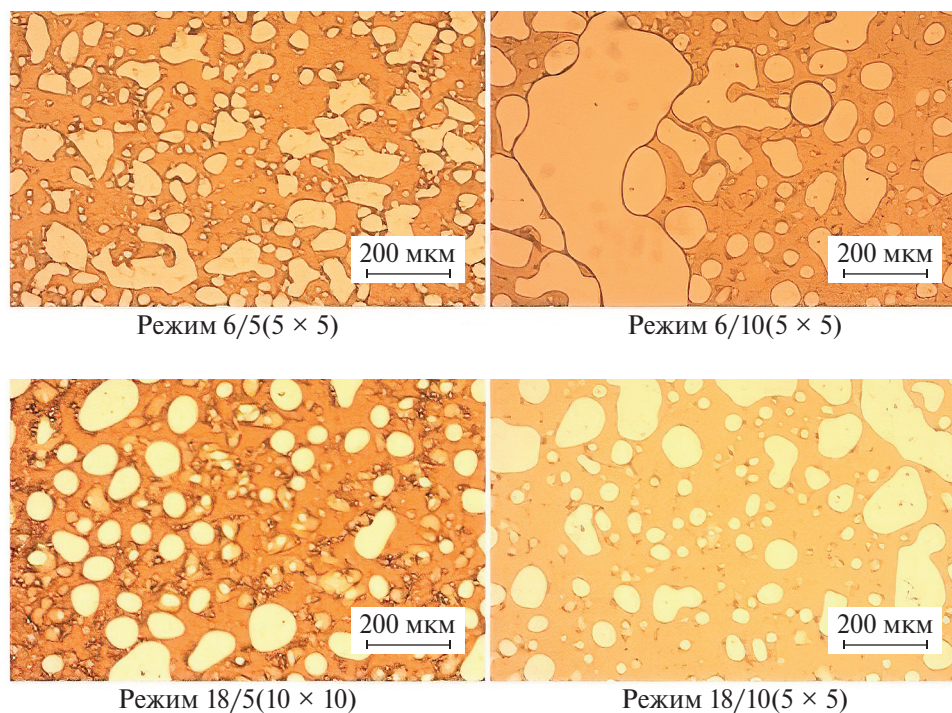 200 мкм
200 мкм
Режим 6/5(5 × 5)
Режим 6/10(5 × 5)
200 мкм
200 мкм
Режим 18/5(10 × 10)
Режим 18/10(5 × 5)